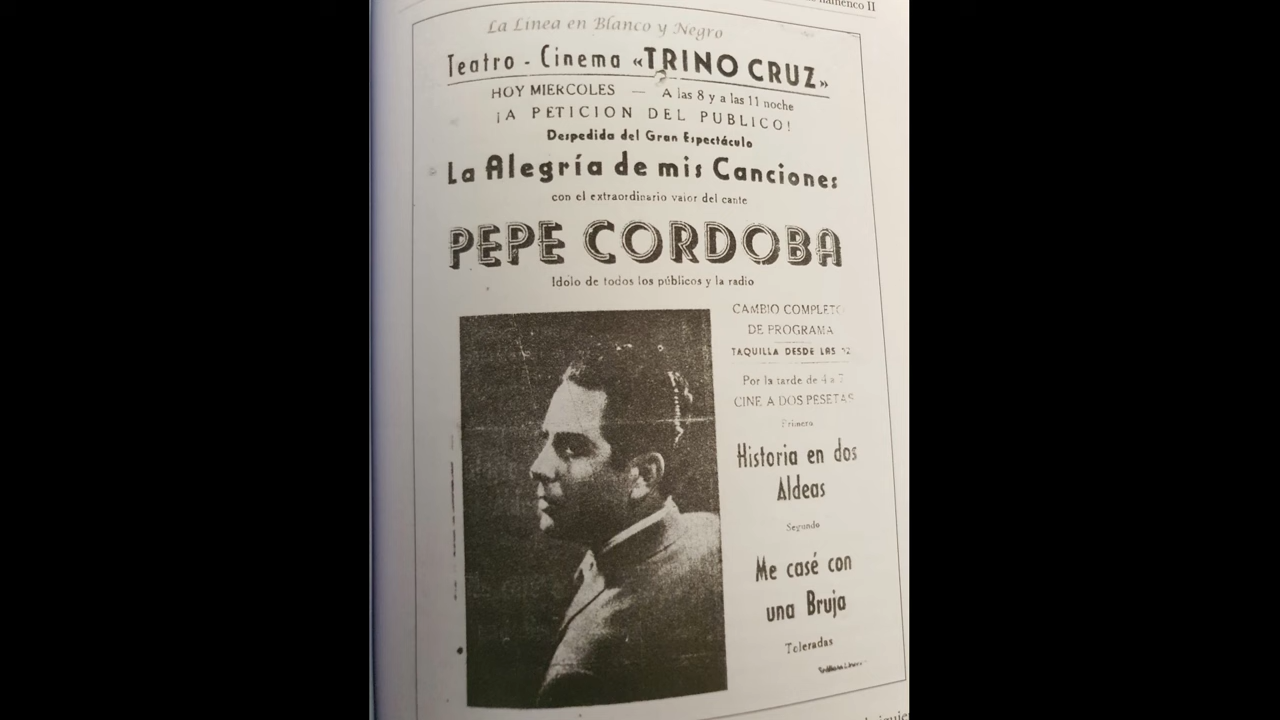 flamenco II
La Linea en Blanco y Negro
Teatro - Cinema «TRINO CRUZ»
HOY MIERCOLES — A las 8 y a las 11 noche
¡A PETICION DEL PUBLICO!
Despedida del Gran Espectáculo
La Alegría de mis Canciones
con el extraordinario valor del cante
PEPE CORDOBA
Idolo de todos los públicos y la radio
CAMBIO COMPLETO
DE PROGRAMA
TAQUILLA DESDE LAS 12
Por la tarde de 4 a 7
CINE A DOS PESETAS
Primero
Historia en dos
Aldeas
Segundo
Me casé con
una Bruja
Toleradas